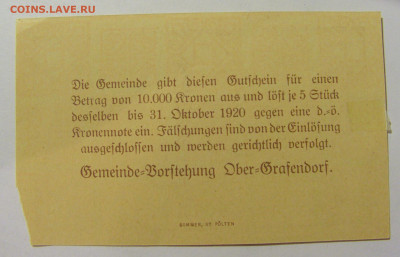 COINS.LAVE.RU
Die Gemeinde gibt diesen Gutschein für einen
Betrag von 10.000 Kronen aus und löst je 5 Stück
desselben bis 31. Oktober 1920 gegen eine d.-ö.
Kronennote ein. Fälschungen sind von der Einlösung
ausgeschlossen und werden gerichtlich verfolgt.
Gemeinde-Vorstehung Ober-Grafendorf.
ST. PÖLTEN